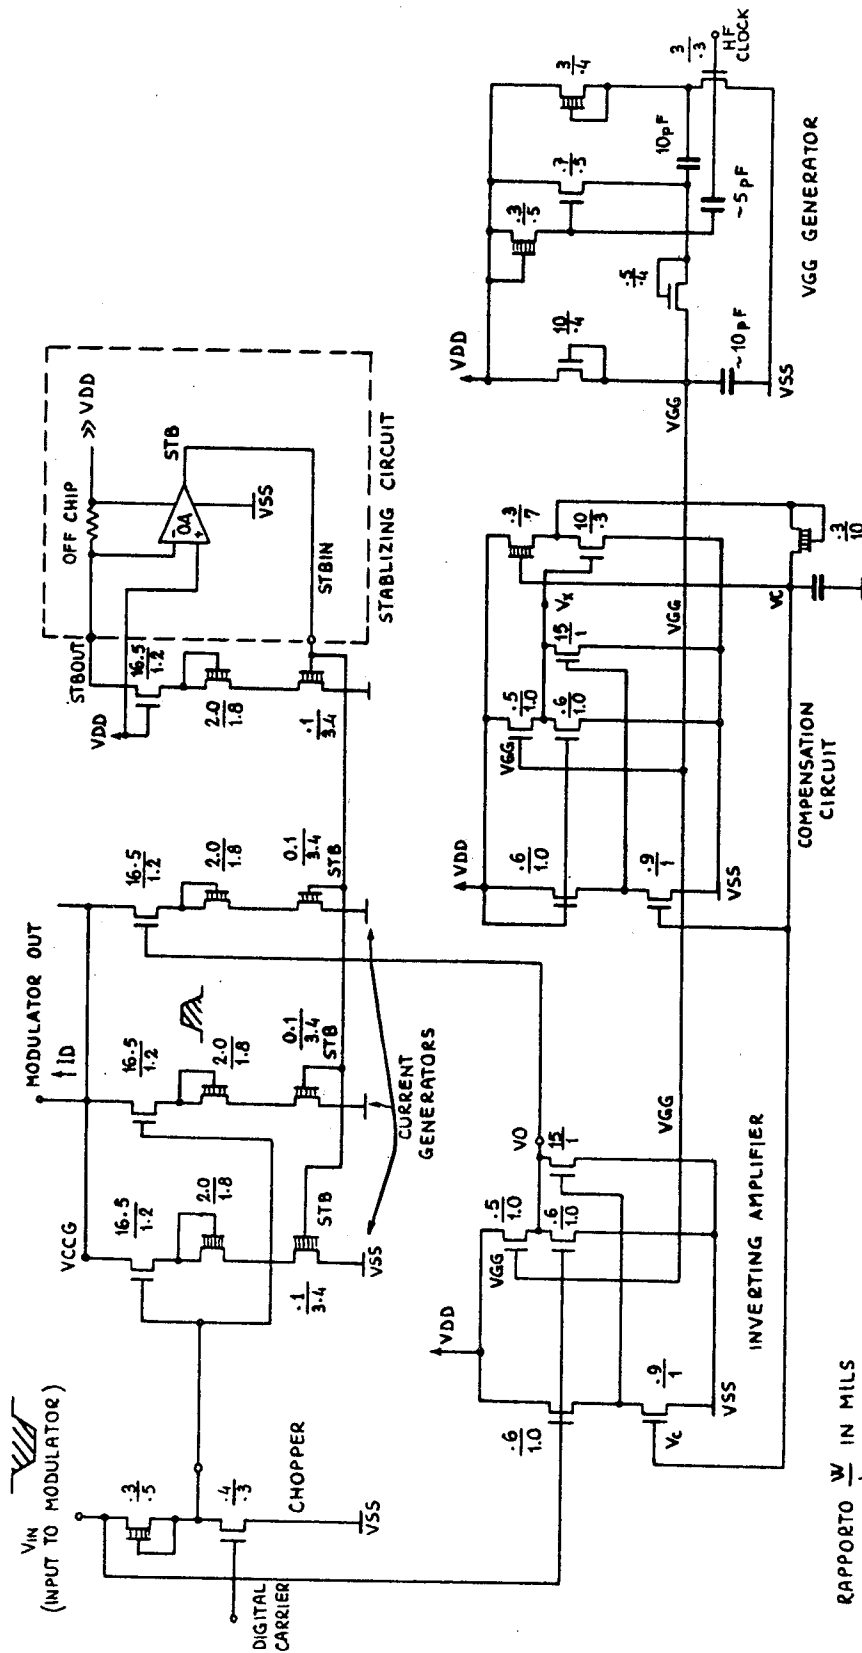 VIN
(INPUT TO MODULATOR)
.3
.5
.4
.3
CHOPPER
DIGITAL
CARRIER
VSS
MODULATOR OUT
ID
VCCG
16.5
1.2
2.0
1.8
.1
3.4
STB
VSS
16.5
1.2
2.0
1.8
0.1
3.4
STB
16.5
1.2
2.0
1.8
0.1
3.4
STB
CURRENT
GENERATORS
STBOUT
VDD
16.5
1.2
2.0
1.8
.1
3.4
OFF CHIP
VDD
OA
- +
STB
VSS
STBIN
STABLIZING CIRCUIT
VDD
.6
1.0
.9
1
Vc
VSS
VGG
.5
1.0
.6
1.0
VO
15
1
VGG
INVERTING AMPLIFIER
VDD
.6
1.0
.9
1
VSS
VGG
.5
1.0
.6
1.0
15
1
Vx
.3
.7
10
.3
VGG
VC
.3
10
COMPENSATION
CIRCUIT
VDD
10
.4
VGG
~10pF
VSS
.5
.4
.3
.5
.7
.5
10pF
~5pF
3
.4
3
.3
HF
CLOCK
VGG GENERATOR
RAPPORTO W IN MILS